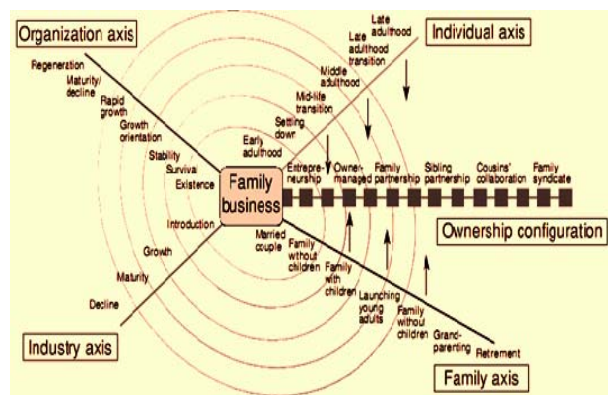 Organization axis
Regeneration
Maturity/
decline
Rapid
growth
Growth
orientation
Stability
Survival
Existence
Individual axis
Late
adulthood
Late
adulthood
transition
Middle
adulthood
Mid-life
transition
Settling
down
Early
adulthood
Family
business
Entrepre-
neurship
Owner-
managed
Family
partnership
Sibling
partnership
Cousins'
collaboration
Family
syndicate
Ownership configuration
Introduction
Growth
Maturity
Decline
Industry axis
Married
couple
Family
without
children
Family
with
children
Launching
young
adults
Family
without
children
Grand-
parenting
Retirement
Family axis